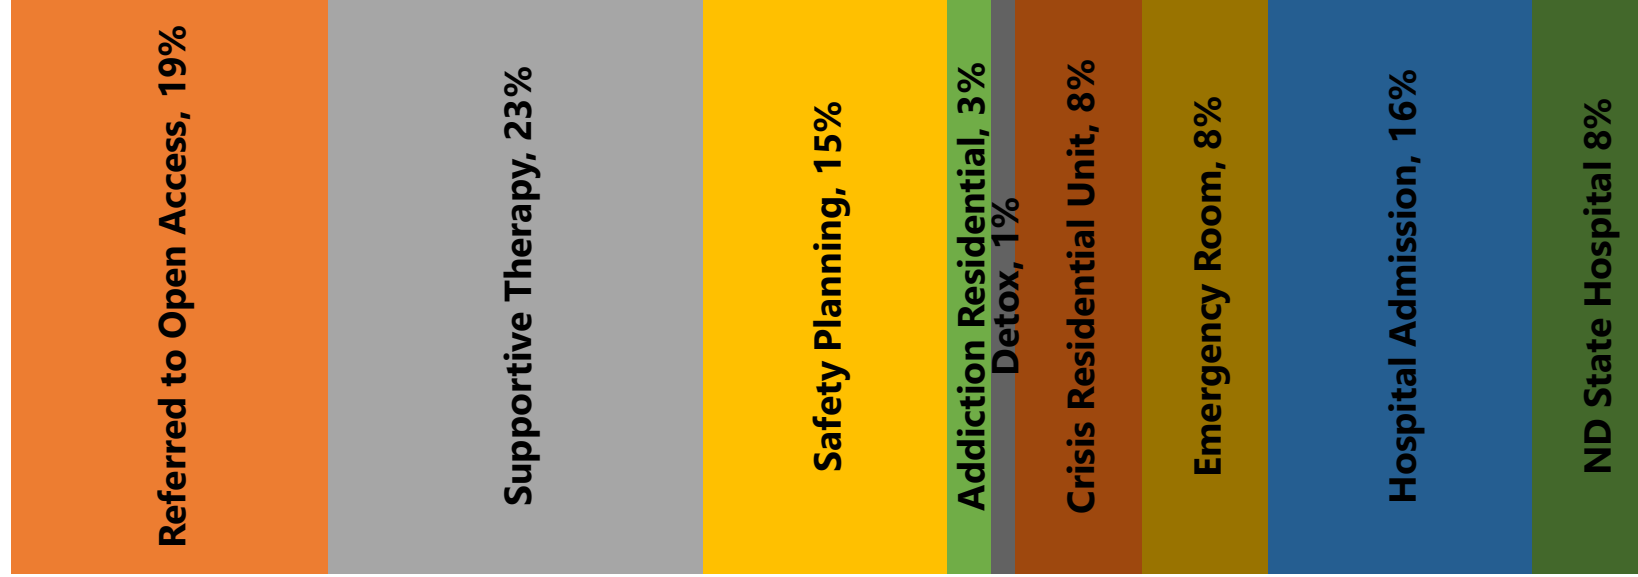 Referred to Open Access, 19%
Supportive Therapy, 23%
Safety Planning, 15%
Addiction Residential, 3%
Detox, 1%
Crisis Residential Unit, 8%
Emergency Room, 8%
Hospital Admission, 16%
ND State Hospital 8%